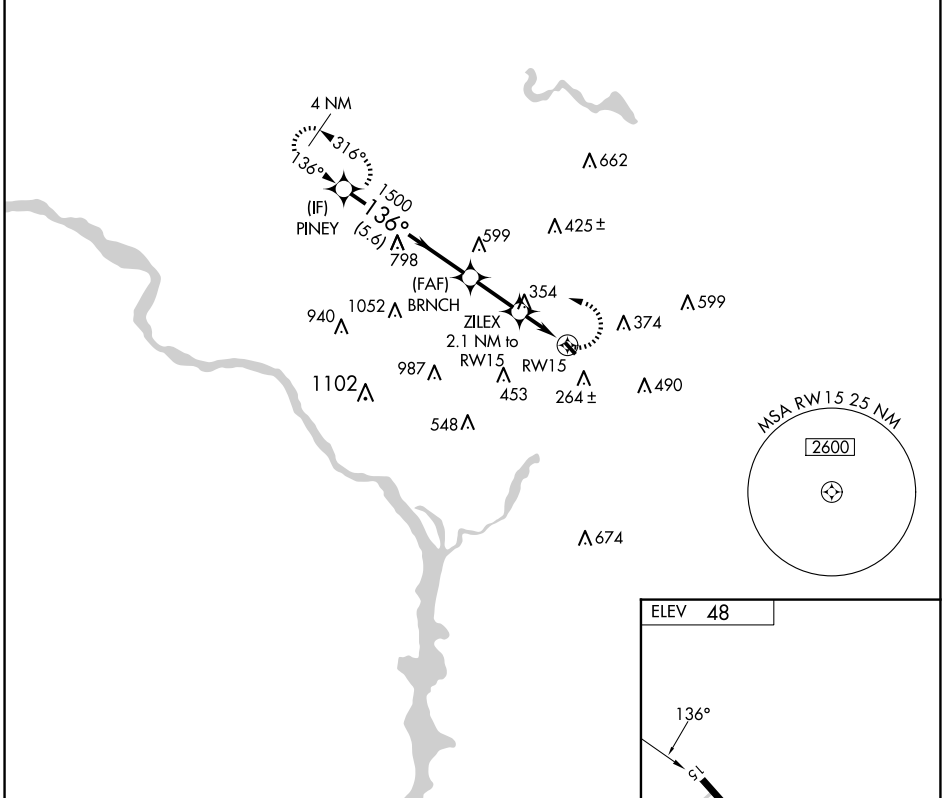 4 NM
316°
136°
(IF)
PINEY
1500
136°
(5.6)
798
599
662
425±
(FAF)
BRNCH
354
599
374
1052
940
ZILEX
2.1 NM to
RW15
RW15
987
453
264±
490
1102
548
MSA RW15 25 NM
2600
674
ELEV 48
136°
15